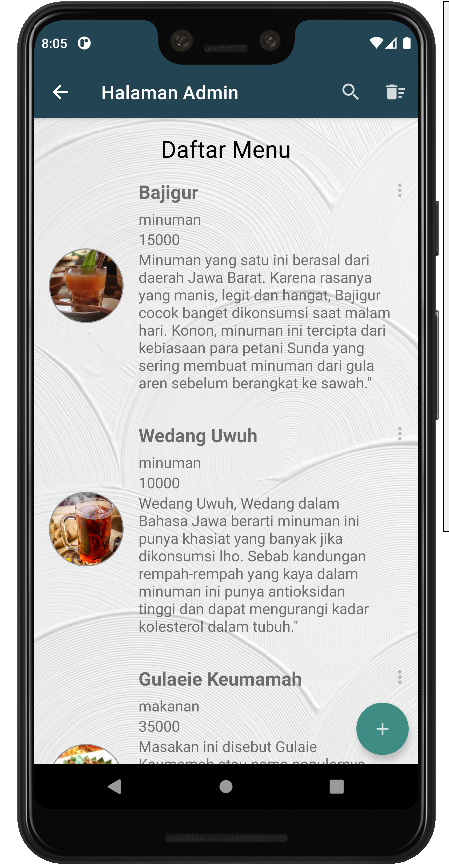 8:05
Halaman Admin
Daftar Menu
Bajigur
minuman
15000
Minuman yang satu ini berasal dari
daerah Jawa Barat. Karena rasanya
yang manis, legit dan hangat, Bajigur
cocok banget dikonsumsi saat malam
hari. Konon, minuman ini tercipta dari
kebiasaan para petani Sunda yang
sering membuat minuman dari gula
aren sebelum berangkat ke sawah."
Wedang Uwuh
minuman
10000
Wedang Uwuh, Wedang dalam
Bahasa Jawa berarti minuman ini
punya khasiat yang banyak jika
dikonsumsi lho. Sebab kandungan
rempah-rempah yang kaya dalam
minuman ini punya antioksidan
tinggi dan dapat mengurangi kadar
kolesterol dalam tubuh."
Gulaeie Keumamah
makanan
35000
Masakan ini disebut Gulaie